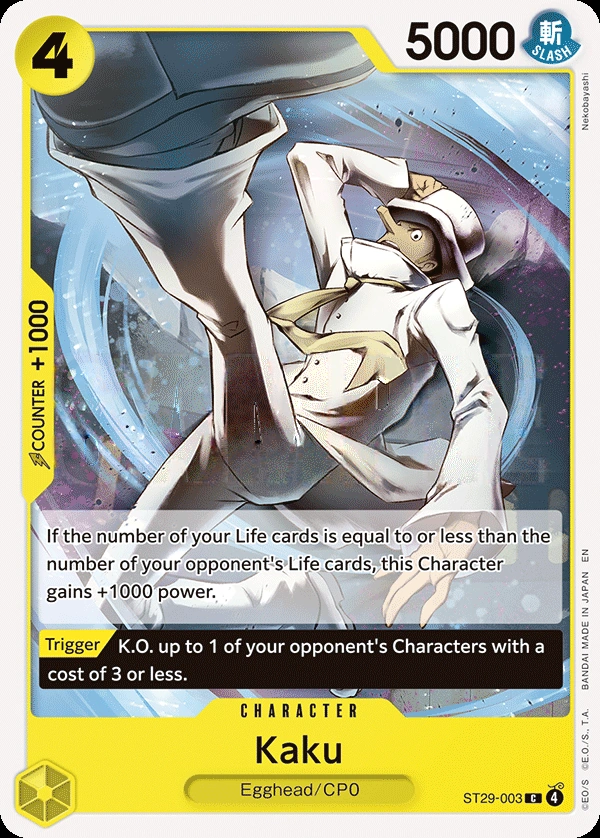 4
5000
斬
SLASH
Nekobayashi
COUNTER +1000
If the number of your Life cards is equal to or less than the
number of your opponent's Life cards, this Character
gains +1000 power.
Trigger K.O. up to 1 of your opponent's Characters with a
cost of 3 or less.
CHARACTER
Kaku
Egghead/CP0
ST29-003 C 4
©EO/S ©E.O./S., T.A. BANDAI MADE IN JAPAN EN